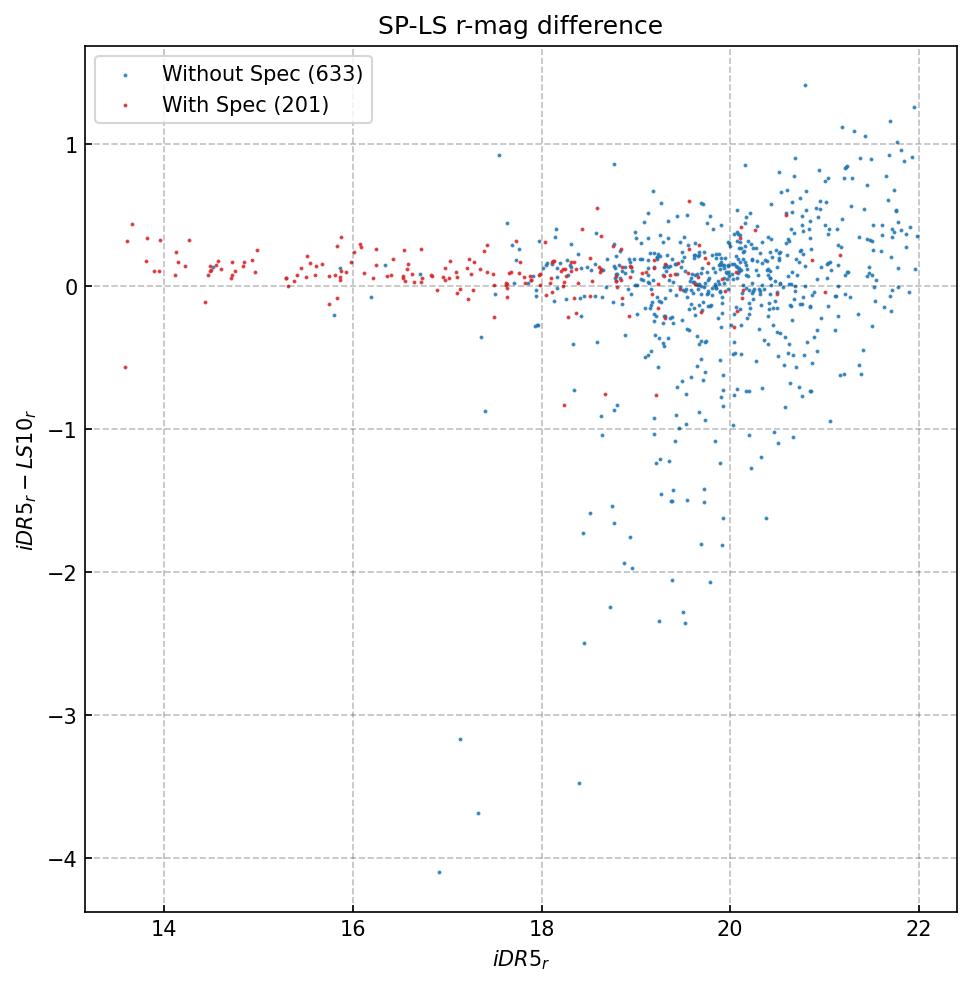 SP-LS r-mag difference
Without Spec (633)
With Spec (201)
iDR5r − LS10r
1
0
−1
−2
−3
−4
14 16 18 20 22
iDR5r